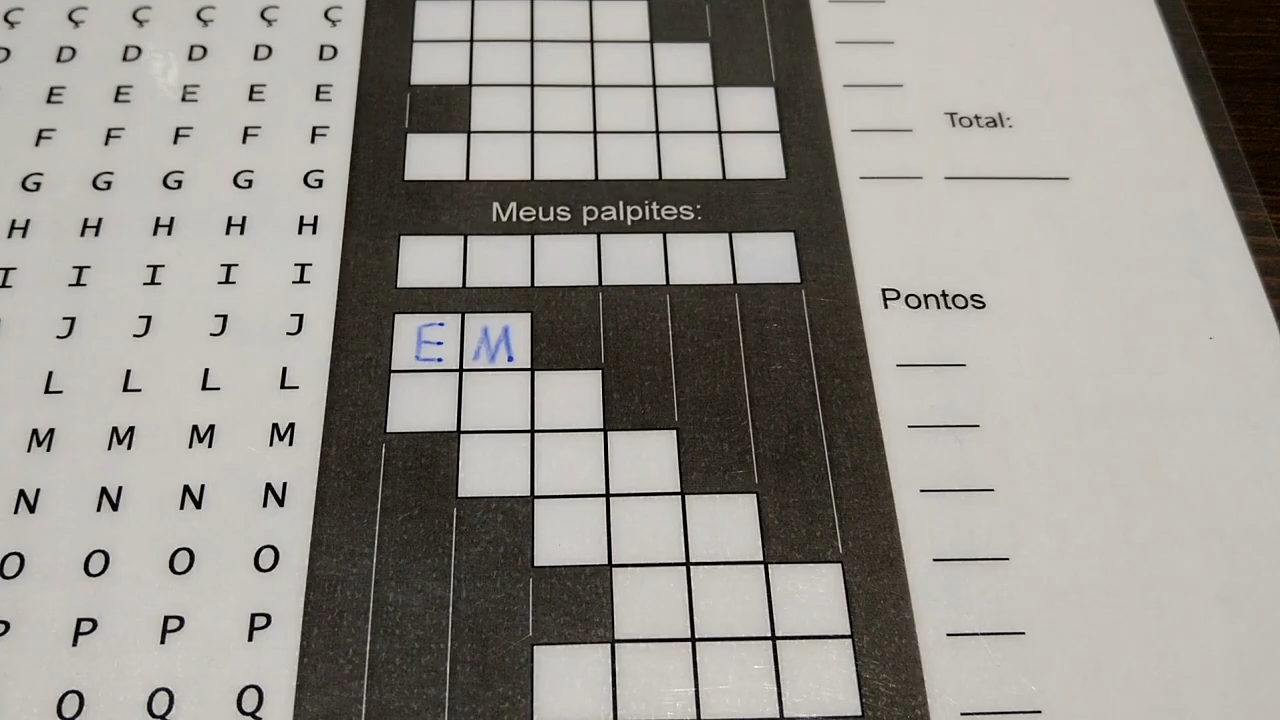 Ç Ç Ç Ç Ç Ç
D D D D D D
E E E E E
F F F F F
G G G G G
H H H H H
I I I I I
J J J J
L L L L
M M M M
N N N N
O O O O
P P P P
Q Q Q
Total:
Meus palpites:
E M
Pontos